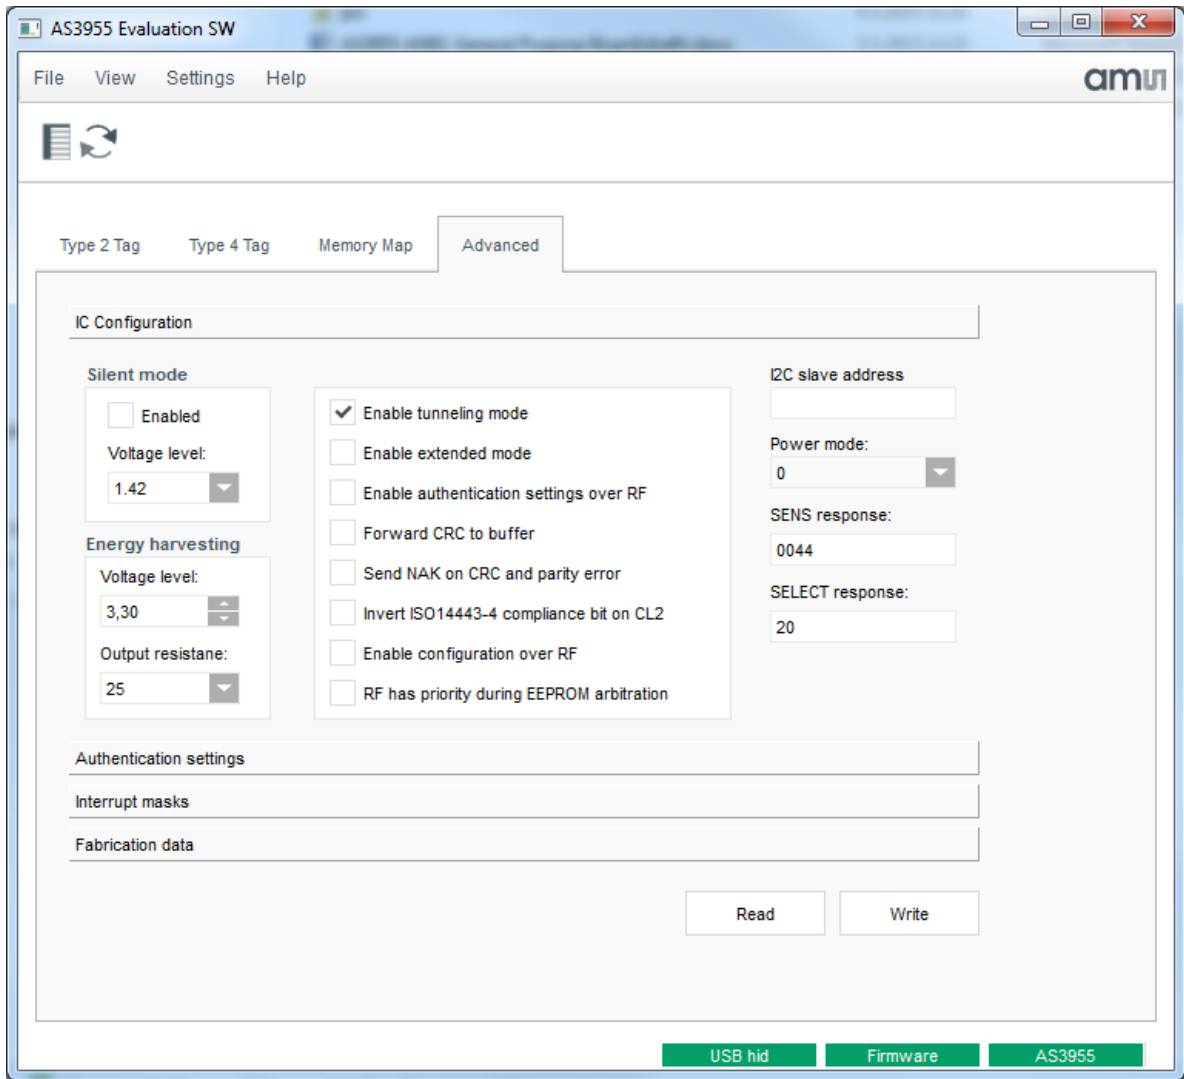 AS3955 Evaluation SW
File View Settings Help
amu
Type 2 Tag Type 4 Tag Memory Map Advanced
IC Configuration
Silent mode
Enabled
Voltage level:
1.42
Energy harvesting
Voltage level:
3,30
Output resistane:
25
Enable tunneling mode
Enable extended mode
Enable authentication settings over RF
Forward CRC to buffer
Send NAK on CRC and parity error
Invert ISO14443-4 compliance bit on CL2
Enable configuration over RF
RF has priority during EEPROM arbitration
I2C slave address
Power mode:
0
SENS response:
0044
SELECT response:
20
Authentication settings
Interrupt masks
Fabrication data
Read Write
USB hid Firmware AS3955